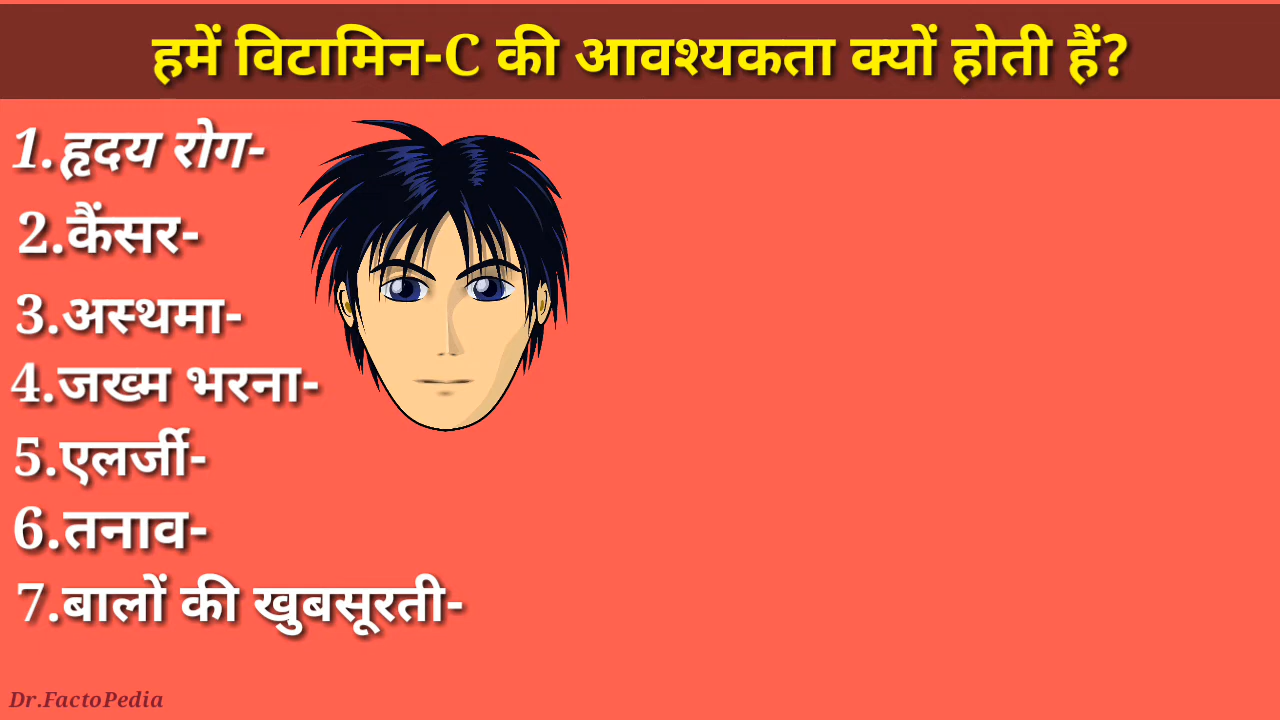 हमें विटामिन-C की आवश्यकता क्यों होती हैं?
1.हृदय रोग-
2.कैंसर-
3.अस्थमा-
4.जख्म भरना-
5.एलर्जी-
6.तनाव-
7.बालों की खुबसूरती-
Dr.FactoPedia